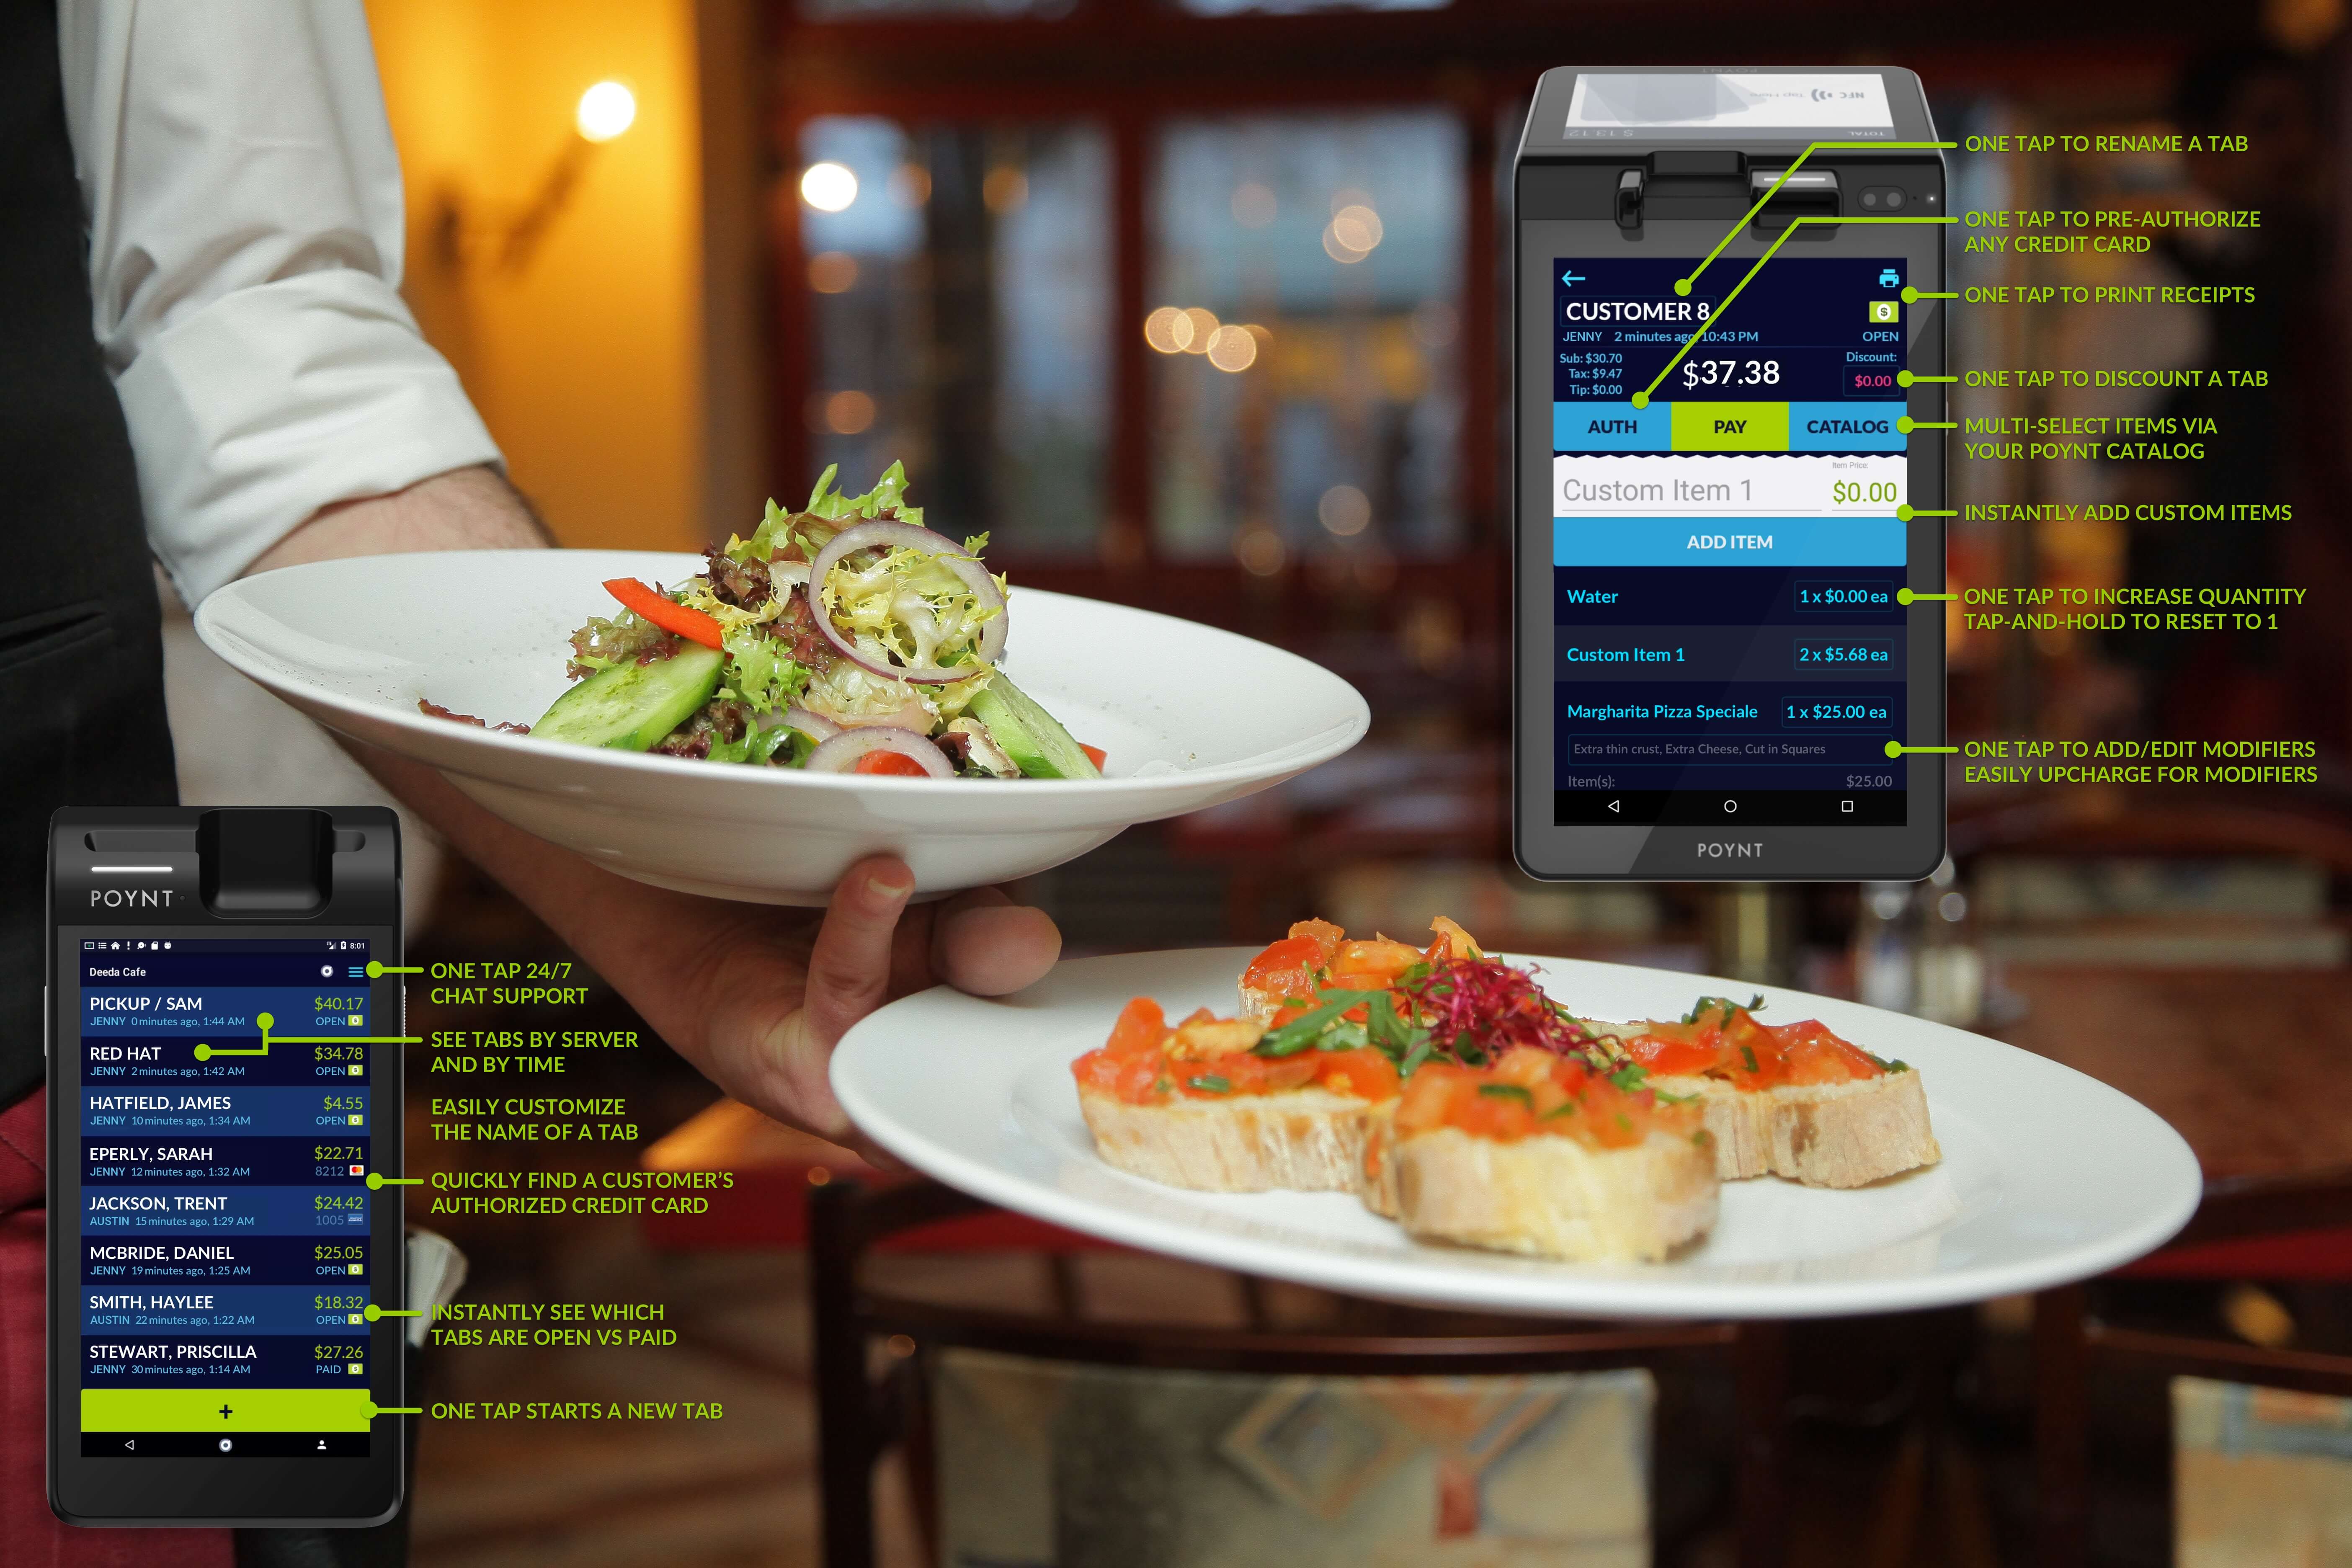 POYNT
NFC Tap Here
TOTAL $ 13.12
ONE TAP TO RENAME A TAB
ONE TAP TO PRE-AUTHORIZE
ANY CREDIT CARD
ONE TAP TO PRINT RECEIPTS
ONE TAP TO DISCOUNT A TAB
MULTI-SELECT ITEMS VIA
YOUR POYNT CATALOG
INSTANTLY ADD CUSTOM ITEMS
ONE TAP TO INCREASE QUANTITY
TAP-AND-HOLD TO RESET TO 1
ONE TAP TO ADD/EDIT MODIFIERS
EASILY UPCHARGE FOR MODIFIERS
CUSTOMER 8
JENNY 2 minutes ago, 10:43 PM OPEN
Sub: $30.70
Tax: $9.47
Tip: $0.00
$37.38
Discount:
$0.00
AUTH PAY CATALOG
Item Price:
Custom Item 1 $0.00
ADD ITEM
Water 1 x $0.00 ea
Custom Item 1 2 x $5.68 ea
Margharita Pizza Speciale 1 x $25.00 ea
Extra thin crust, Extra Cheese, Cut in Squares
Item(s): $25.00
POYNT
POYNT
8:01
Deeda Cafe
PICKUP / SAM $40.17
JENNY 0 minutes ago, 1:44 AM OPEN
RED HAT $34.78
JENNY 2 minutes ago, 1:42 AM OPEN
HATFIELD, JAMES $4.55
JENNY 10 minutes ago, 1:34 AM OPEN
EPERLY, SARAH $22.71
JENNY 12 minutes ago, 1:32 AM 8212
JACKSON, TRENT $24.42
AUSTIN 15 minutes ago, 1:29 AM 1005
MCBRIDE, DANIEL $25.05
JENNY 19 minutes ago, 1:25 AM OPEN
SMITH, HAYLEE $18.32
AUSTIN 22 minutes ago, 1:22 AM OPEN
STEWART, PRISCILLA $27.26
JENNY 30 minutes ago, 1:14 AM PAID
+
ONE TAP 24/7
CHAT SUPPORT
SEE TABS BY SERVER
AND BY TIME
EASILY CUSTOMIZE
THE NAME OF A TAB
QUICKLY FIND A CUSTOMER'S
AUTHORIZED CREDIT CARD
INSTANTLY SEE WHICH
TABS ARE OPEN VS PAID
ONE TAP STARTS A NEW TAB